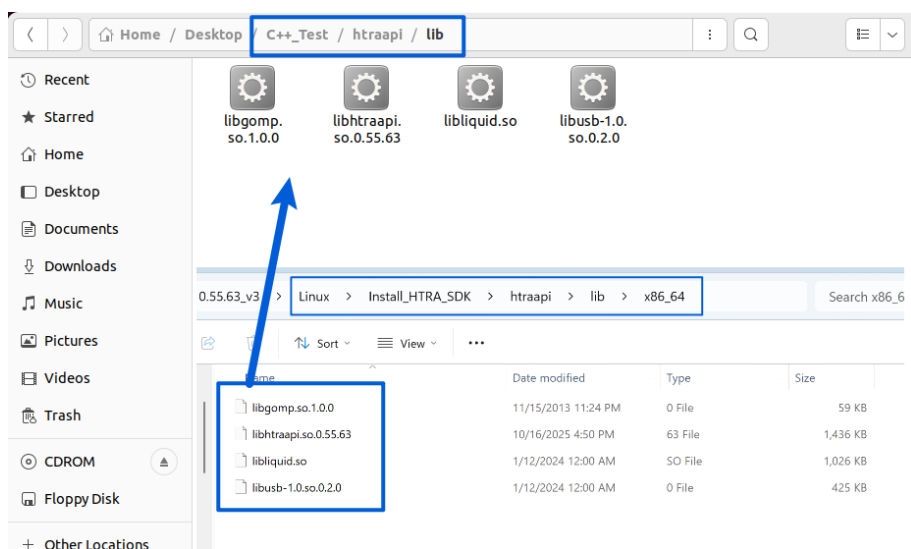 Home / Desktop / C++_Test / htraapi / lib
Recent
Starred
Home
Desktop
Documents
Downloads
Music
Pictures
Videos
Trash
CDROM
Floppy Disk
Other Locations
libgomp.
so.1.0.0
libhtraapi.
so.0.55.63
libliquid.so
libusb-1.0.
so.0.2.0
0.55.63_v3 > Linux > Install_HTRA_SDK > htraapi > lib > x86_64
Search x86_6
Sort
View
Name Date modified Type Size
libgomp.so.1.0.0 11/15/2013 11:24 PM 0 File 59 KB
libhtraapi.so.0.55.63 10/16/2025 4:50 PM 63 File 1,436 KB
libliquid.so 1/12/2024 12:00 AM SO File 1,026 KB
libusb-1.0.so.0.2.0 1/12/2024 12:00 AM 0 File 425 KB